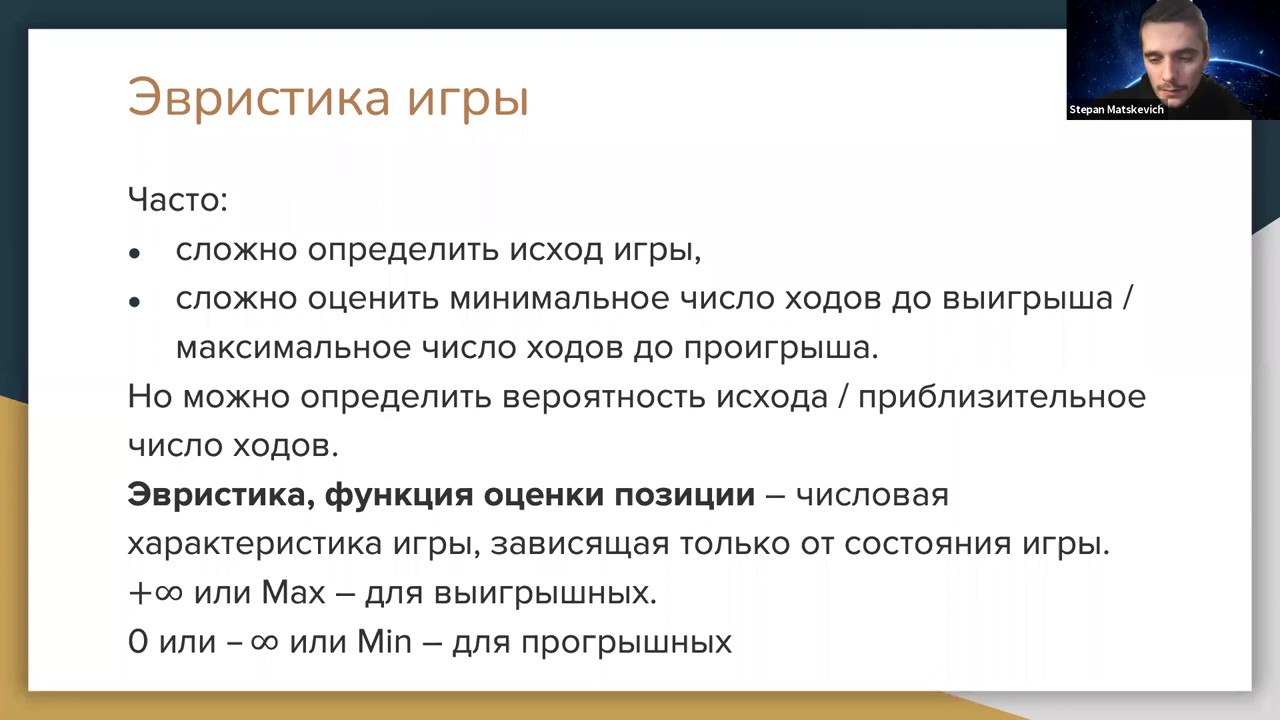 Эвристика игры
Stepan Matskevich
Часто:
• сложно определить исход игры,
• сложно оценить минимальное число ходов до выигрыша /
максимальное число ходов до проигрыша.
Но можно определить вероятность исхода / приблизительное
число ходов.
Эвристика, функция оценки позиции – числовая
характеристика игры, зависящая только от состояния игры.
+∞ или Max – для выигрышных.
0 или – ∞ или Min – для прогрышных